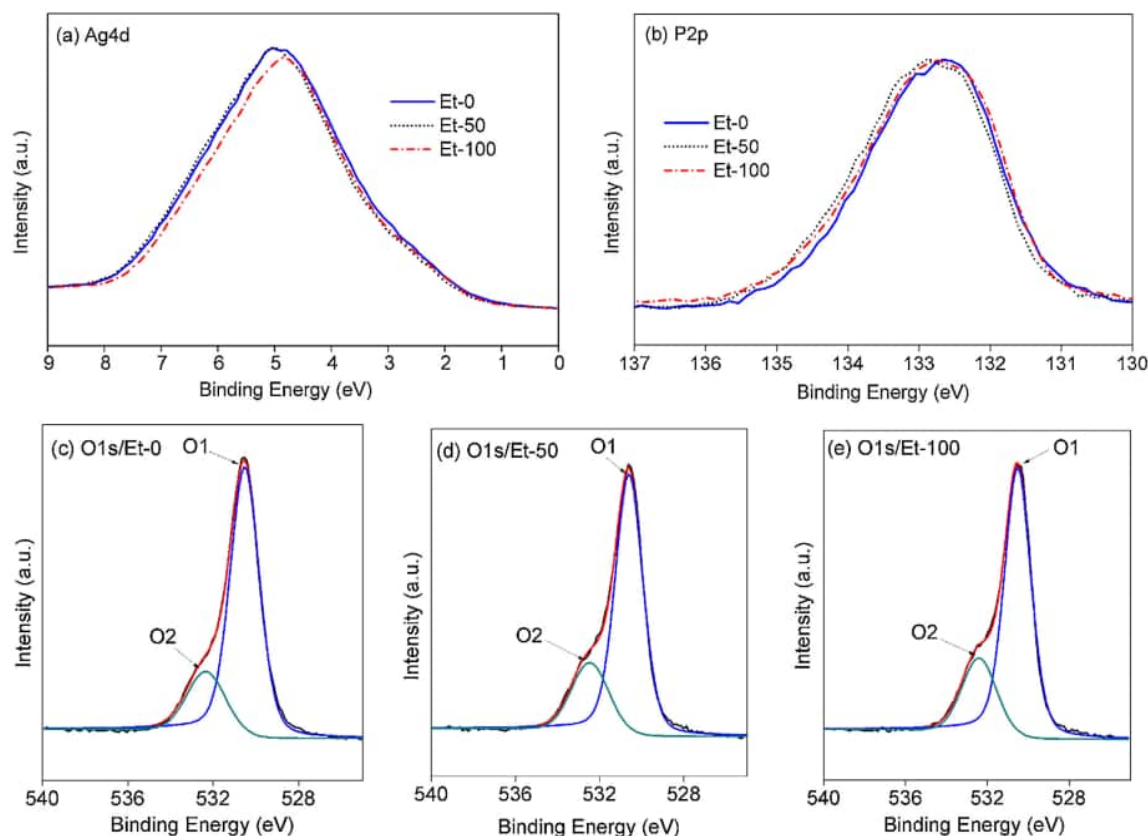 (a) Ag4d
Et-0
Et-50
Et-100
Intensity (a.u.)
9 8 7 6 5 4 3 2 1 0
Binding Energy (eV)
(b) P2p
Et-0
Et-50
Et-100
Intensity (a.u.)
137 136 135 134 133 132 131 130
Binding Energy (eV)
(c) O1s/Et-0
O1
O2
Intensity (a.u.)
540 536 532 528
Binding Energy (eV)
(d) O1s/Et-50
O1
O2
Intensity (a.u.)
540 536 532 528
Binding Energy (eV)
(e) O1s/Et-100
O1
O2
Intensity (a.u.)
540 536 532 528
Binding Energy (eV)